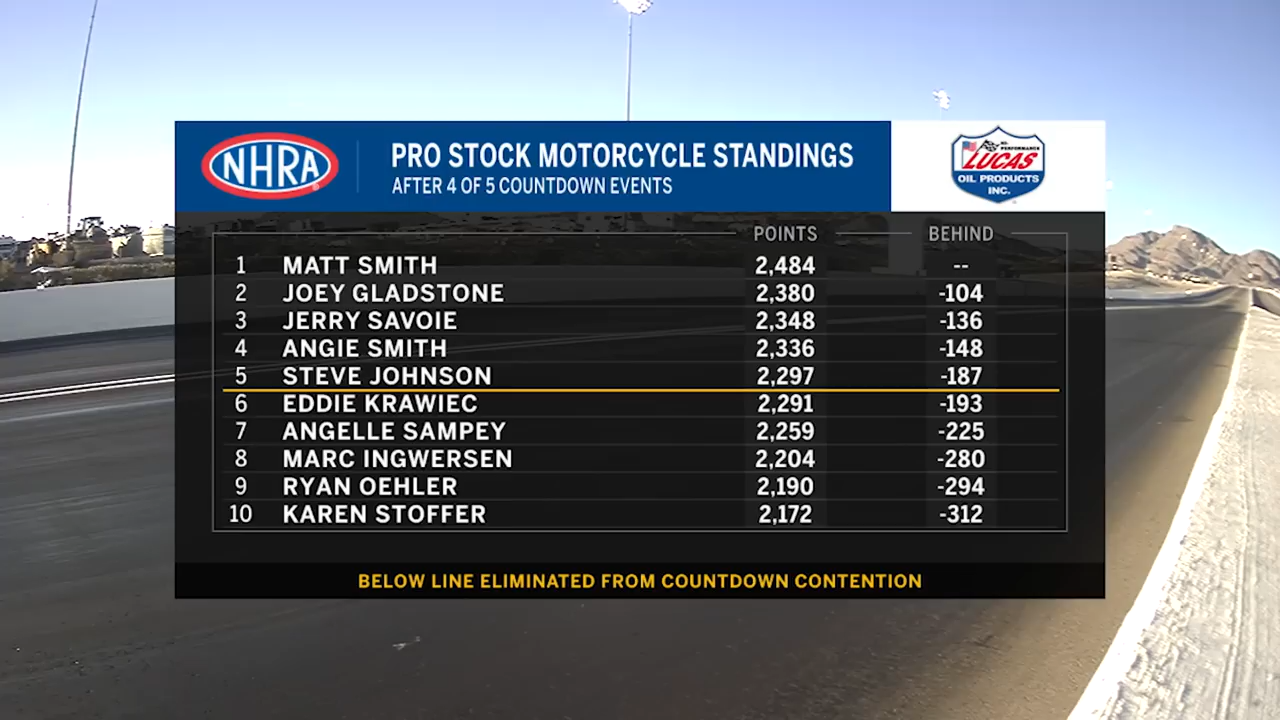 NHRA
PRO STOCK MOTORCYCLE STANDINGS
AFTER 4 OF 5 COUNTDOWN EVENTS
HI-PERFORMANCE
LUCAS
OIL PRODUCTS
INC.
POINTS BEHIND
1 MATT SMITH 2,484 --
2 JOEY GLADSTONE 2,380 -104
3 JERRY SAVOIE 2,348 -136
4 ANGIE SMITH 2,336 -148
5 STEVE JOHNSON 2,297 -187
6 EDDIE KRAWIEC 2,291 -193
7 ANGELLE SAMPEY 2,259 -225
8 MARC INGWERSEN 2,204 -280
9 RYAN OEHLER 2,190 -294
10 KAREN STOFFER 2,172 -312
BELOW LINE ELIMINATED FROM COUNTDOWN CONTENTION